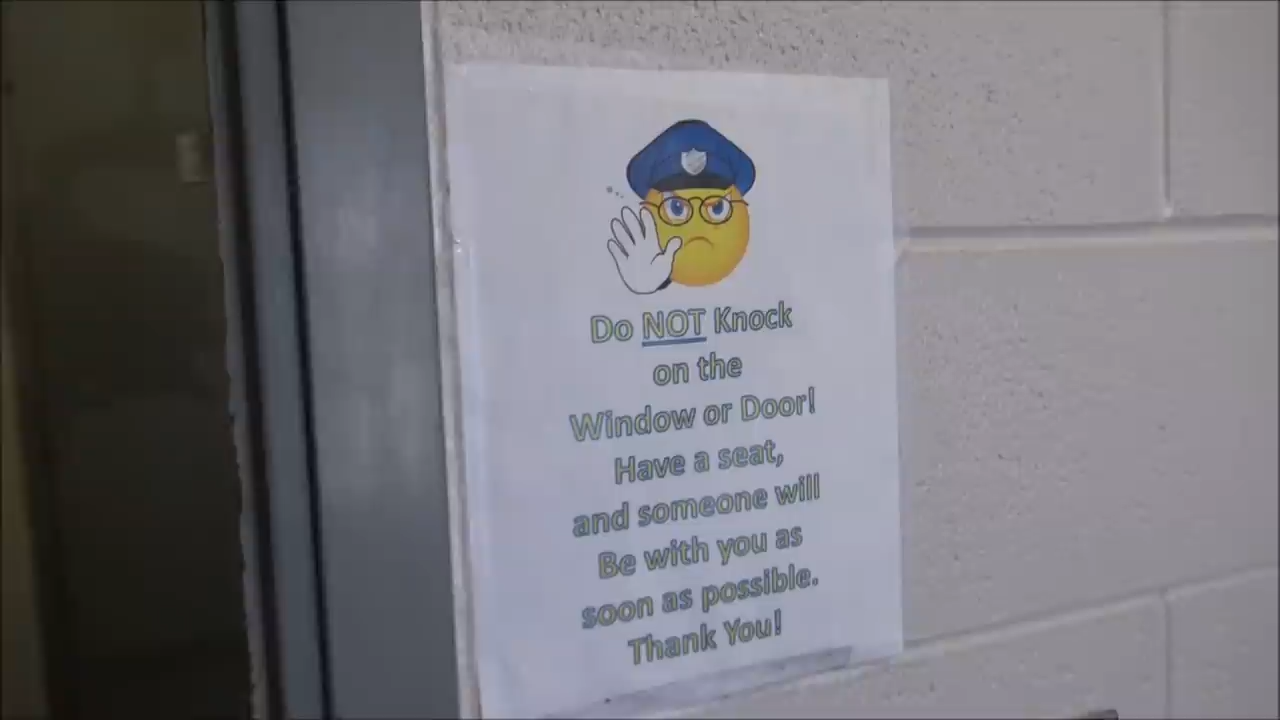 Do NOT Knock
on the
Window or Door!
Have a seat,
and someone will
Be with you as
soon as possible.
Thank You!